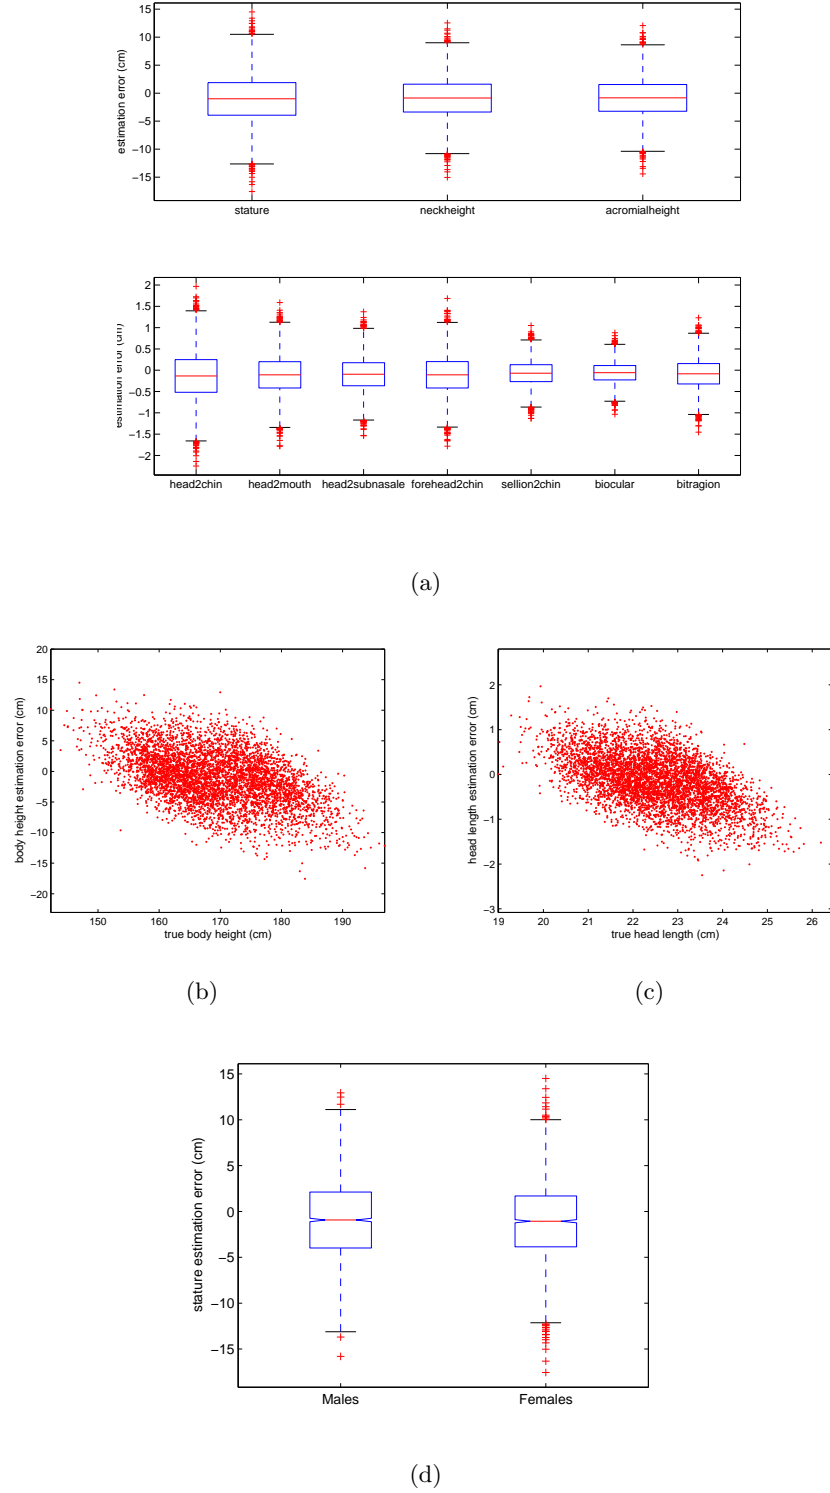 15
10
5
0
−5
−10
−15
estimation error (cm)
stature neckheight acromialheight
2
1.5
1
0.5
0
−0.5
−1
−1.5
−2
estimation error (cm)
head2chin head2mouth head2subnasale forehead2chin sellion2chin biocular bitragion
(a)
20
15
10
5
0
−5
−10
−15
−20
body height estimation error (cm)
150 160 170 180 190
true body height (cm)
(b)
2
1
0
−1
−2
−3
head length estimation error (cm)
19 20 21 22 23 24 25 26
true head length (cm)
(c)
15
10
5
0
−5
−10
−15
stature estimation error (cm)
Males Females
(d)